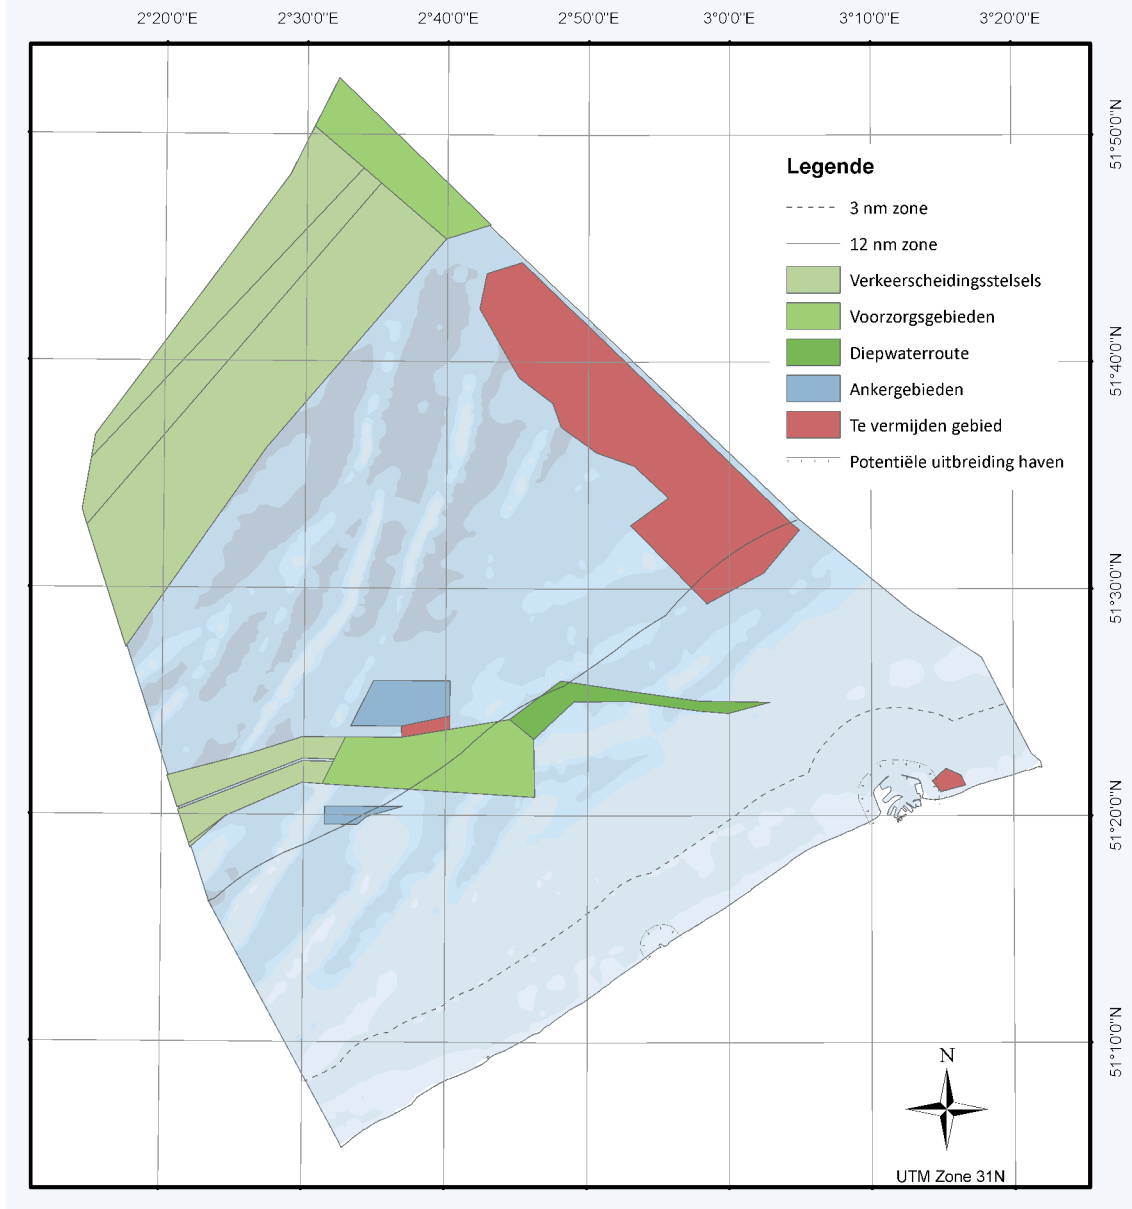 2°20'0"E 2°30'0"E 2°40'0"E 2°50'0"E 3°0'0"E 3°10'0"E 3°20'0"E
51°50'0"N
Legende
3 nm zone
12 nm zone
Verkeerscheidingsstelsels
Voorzorgsgebieden
Diepwaterroute
51°40'0"N
Ankergebieden
Te vermijden gebied
Potentiële uitbreiding haven
51°30'0"N
51°20'0"N
51°10'0"N
N
UTM Zone 31N